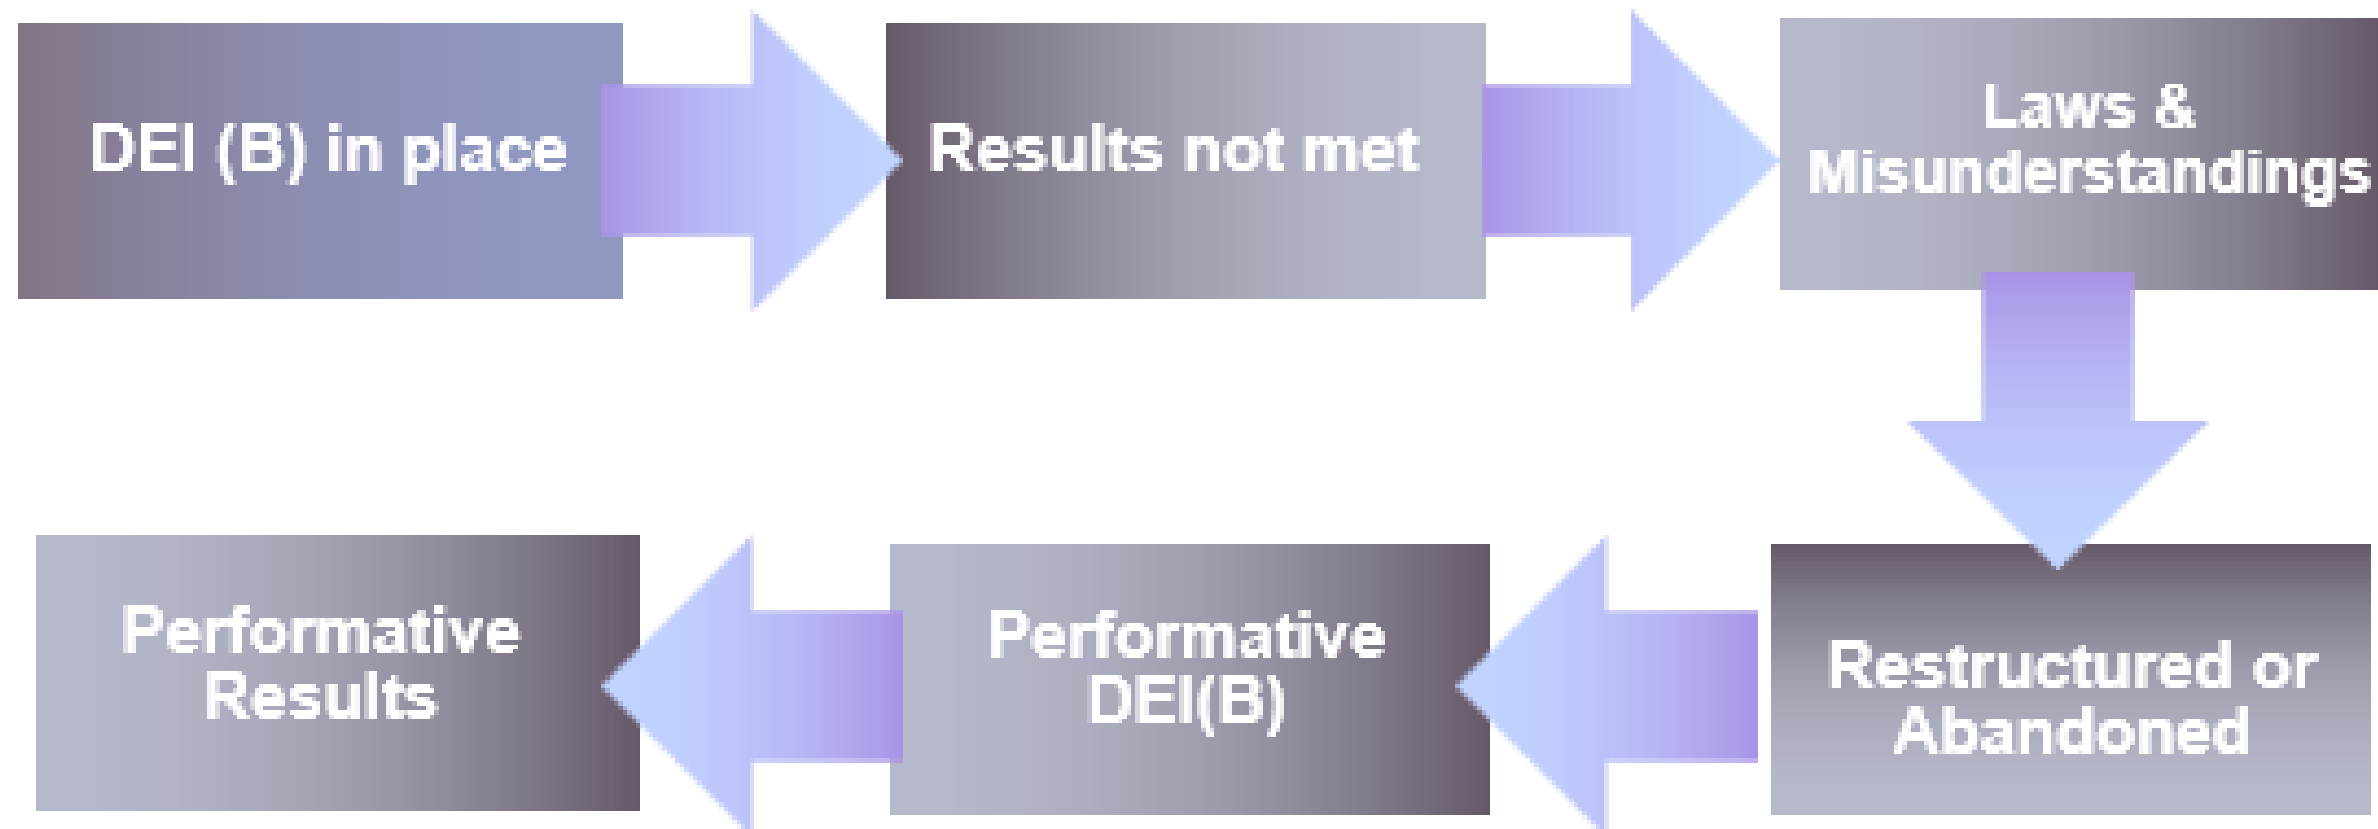 DEI (B) in place
Results not met
Laws &
Misunderstandings
Restructured or
Abandoned
Performative
DEI(B)
Performative
Results